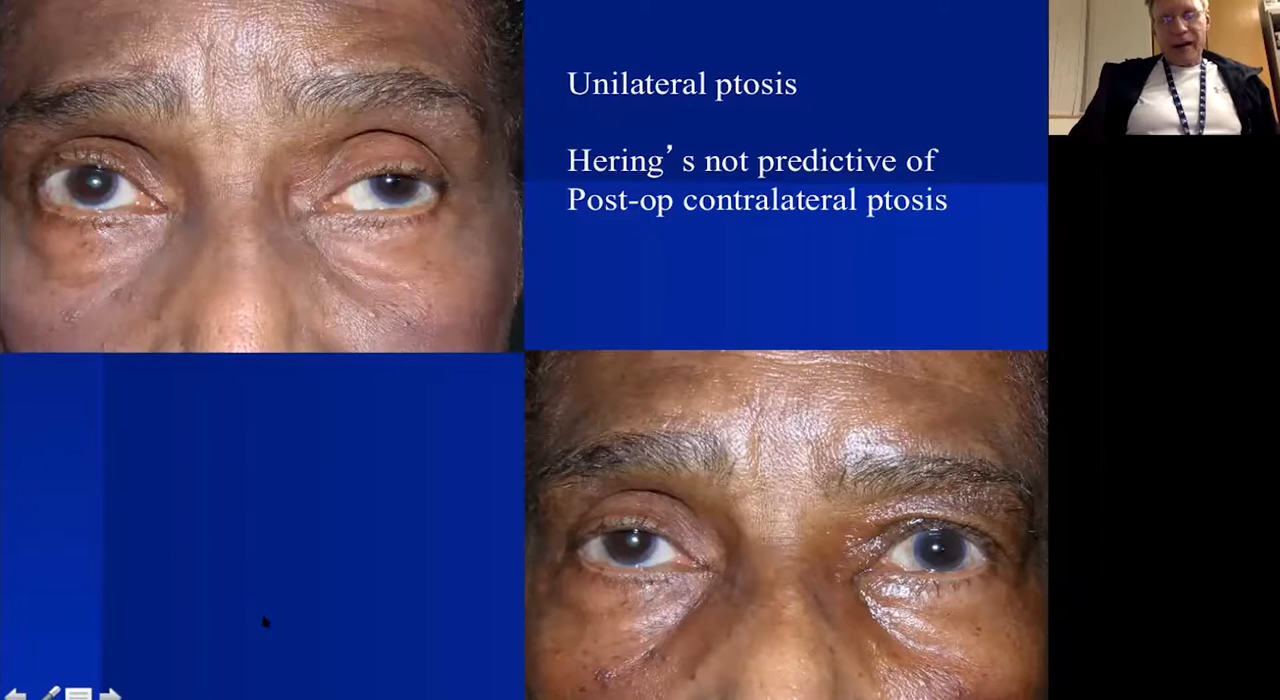 Unilateral ptosis
Hering’s not predictive of
Post-op contralateral ptosis